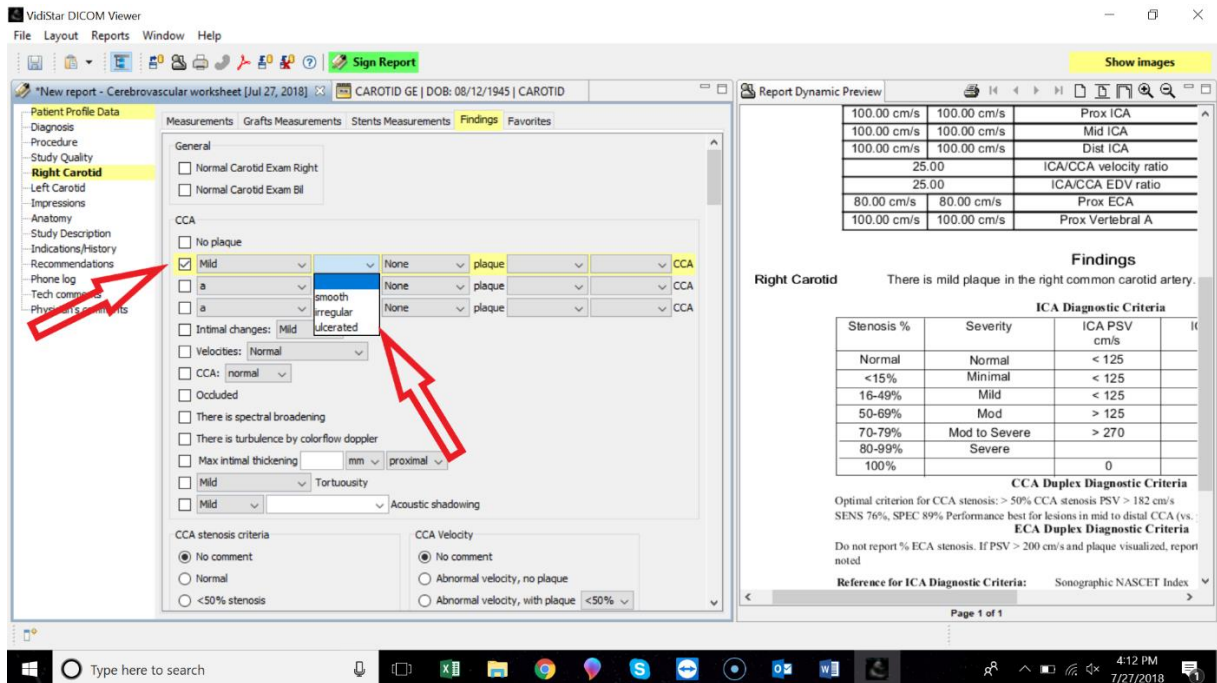 VidiStar DICOM Viewer
File Layout Reports Window Help
Sign Report
Show images
*New report - Cerebrovascular worksheet [Jul 27, 2018]
CAROTID GE | DOB: 08/12/1945 | CAROTID
Patient Profile Data
Diagnosis
Procedure
Study Quality
Right Carotid
Left Carotid
Impressions
Anatomy
Study Description
Indications/History
Recommendations
Phone log
Tech comments
Measurements Grafts Measurements Stents Measurements Findings Favorites
General
Normal Carotid Exam Right
Normal Carotid Exam Bil
CCA
No plaque
Mild None plaque CCA
a None plaque CCA
a None plaque CCA
smooth
irregular
ulcerated
Intimal changes: Mild
Velocities: Normal
CCA: normal
Occluded
There is spectral broadening
There is turbulence by colorflow doppler
Max intimal thickening mm proximal
Mild Tortuousity
Mild Acoustic shadowing
CCA stenosis criteria
No comment
Normal
<50% stenosis
CCA Velocity
No comment
Abnormal velocity, no plaque
Abnormal velocity, with plaque <50%
Report Dynamic Preview
100.00 cm/s 100.00 cm/s Prox ICA
100.00 cm/s 100.00 cm/s Mid ICA
100.00 cm/s 100.00 cm/s Dist ICA
25.00 ICA/CCA velocity ratio
25.00 ICA/CCA EDV ratio
80.00 cm/s 80.00 cm/s Prox ECA
100.00 cm/s 100.00 cm/s Prox Vertebral A
Findings
Right Carotid There is mild plaque in the right common carotid artery.
ICA Diagnostic Criteria
Stenosis % Severity ICA PSV
cm/s
Normal Normal < 125
<15% Minimal < 125
16-49% Mild < 125
50-69% Mod > 125
70-79% Mod to Severe > 270
80-99% Severe
100% 0
CCA Duplex Diagnostic Criteria
Optimal criterion for CCA stenosis: > 50% CCA stenosis PSV > 182 cm/s
SENS 76%, SPEC 89% Performance best for lesions in mid to distal CCA (vs.
ECA Duplex Diagnostic Criteria
Do not report % ECA stenosis. If PSV > 200 cm/s and plaque visualized, report
noted
Reference for ICA Diagnostic Criteria: Sonographic NASCET Index
Page 1 of 1
Type here to search
4:12 PM
7/27/2018